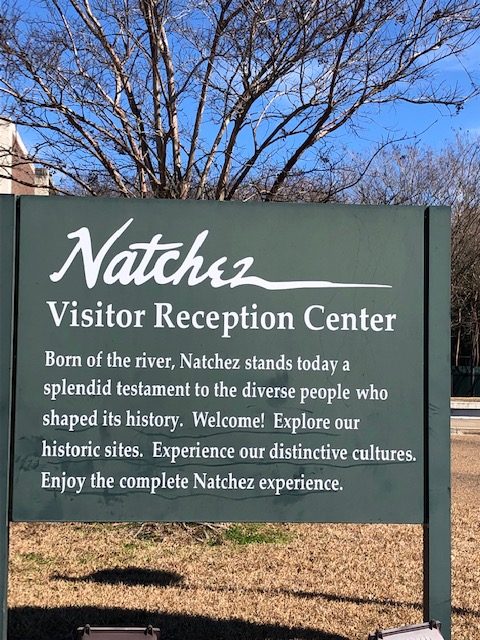 Natchez
Visitor Reception Center
Born of the river, Natchez stands today a
splendid testament to the diverse people who
shaped its history. Welcome! Explore our
historic sites. Experience our distinctive cultures.
Enjoy the complete Natchez experience.